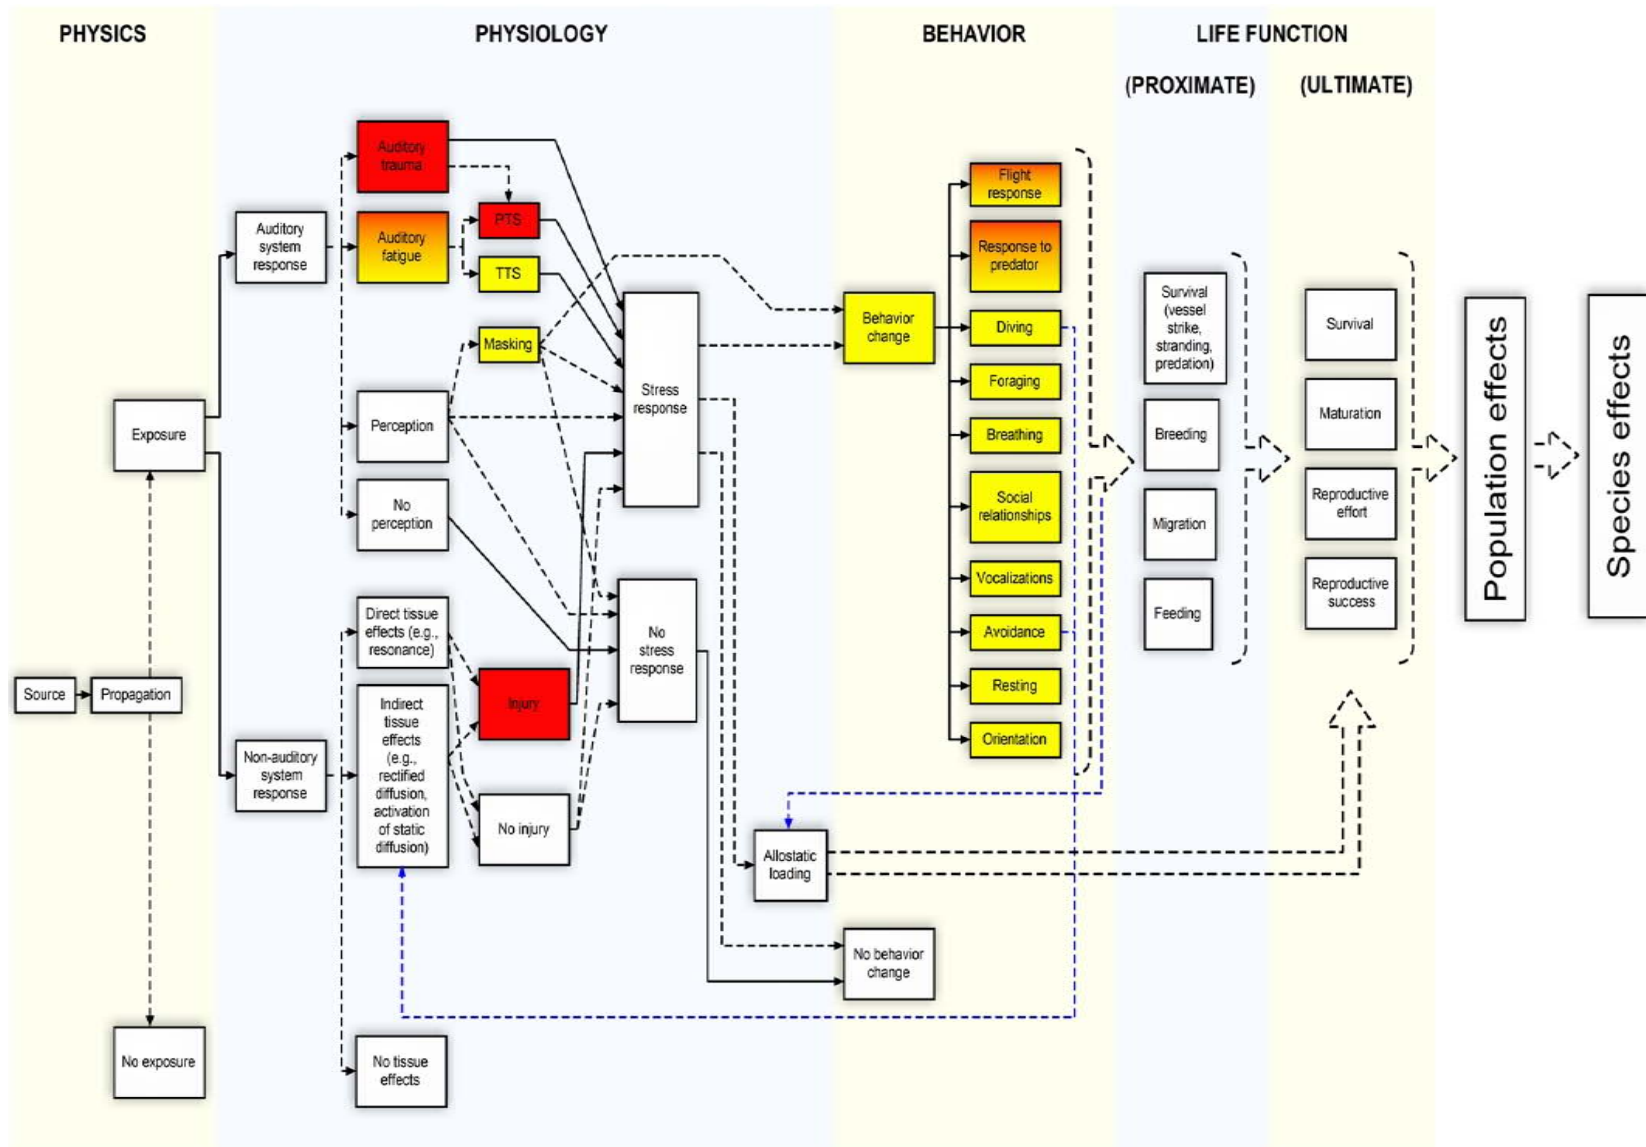 PHYSICS
PHYSIOLOGY
BEHAVIOR
LIFE FUNCTION
(PROXIMATE)
(ULTIMATE)
Source
Propagation
Exposure
No exposure
Auditory
system
response
Non-auditory
system
response
Auditory
trauma
Auditory
fatigue
Perception
No
perception
Direct tissue
effects (e.g.,
resonance)
Indirect
tissue
effects
(e.g.,
rectified
diffusion,
activation
of static
diffusion)
No tissue
effects
PTS
TTS
Masking
Injury
No injury
Stress
response
No
stress
response
Allostatic
loading
Behavior
change
No behavior
change
Flight
response
Response to
predator
Diving
Foraging
Breathing
Social
relationships
Vocalizations
Avoidance
Resting
Orientation
Survival
(vessel
strike,
stranding,
predation)
Breeding
Migration
Feeding
Survival
Maturation
Reproductive
effort
Reproductive
success
Population effects
Species effects